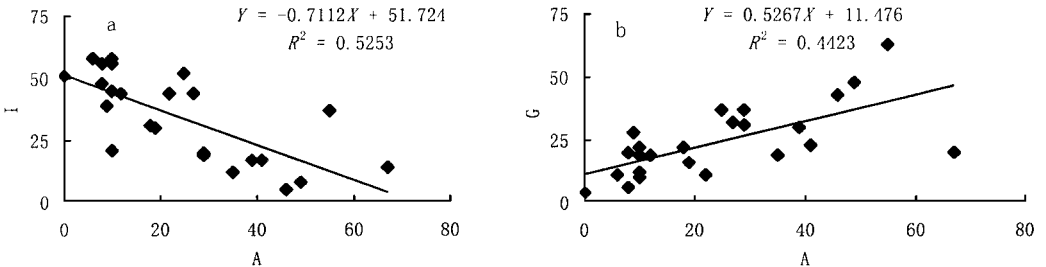 a
Y = -0.7112X + 51.724
R² = 0.5253
75
50
25
0
I
0 20 40 60 80
A
b
Y = 0.5267X + 11.476
R² = 0.4423
75
50
25
0
G
0 20 40 60 80
A